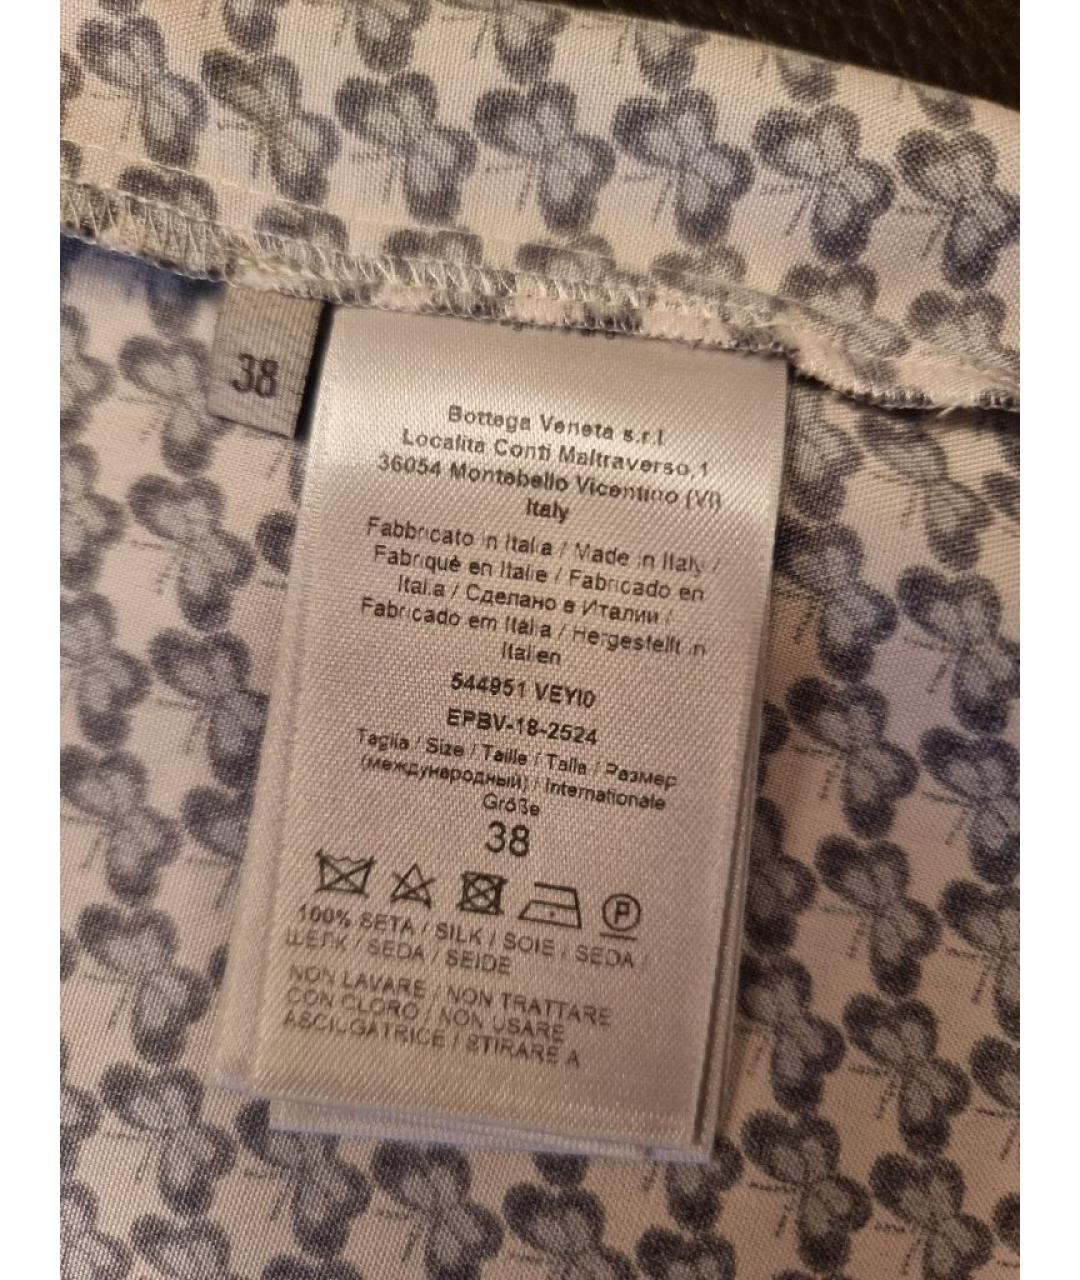 38
Bottega Veneta s.r.l
Localita Conti Maltraverso,1
36054 Montebello Vicentino (VI)
Italy
Fabbricato in Italia / Made in Italy /
Fabriqué en Italie / Fabricado en
Italia / Сделано в Италии /
Fabricado em Itália / Hergestellt in
Italien
544951 VEYI0
EPBV-18-2524
Taglia / Size / Taille / Talla / Размер
(международный) / Internationale
Größe
38
P
100% SETA / SILK / SOIE / SEDA
ШЕЛК / SEDA / SEIDE
NON LAVARE / NON TRATTARE
CON CLORO / NON USARE
ASCIUGATRICE / STIRARE A